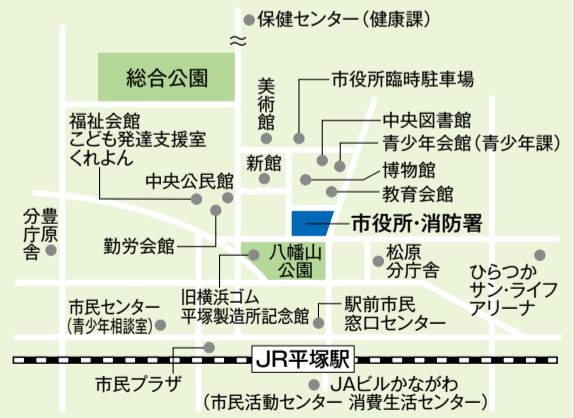 保健センター(健康課)
総合公園
美術館
市役所臨時駐車場
福祉会館
こども発達支援室
くれよん
中央図書館
青少年会館(青少年課)
新館
博物館
中央公民館
教育会館
豊原
分庁舎
市役所・消防署
勤労会館
八幡山
公園
松原
分庁舎
ひらつか
サン・ライフ
アリーナ
旧横浜ゴム
平塚製造所記念館
市民センター
(青少年相談室)
駅前市民
窓口センター
JR平塚駅
市民プラザ
JAビルかながわ
(市民活動センター 消費生活センター)